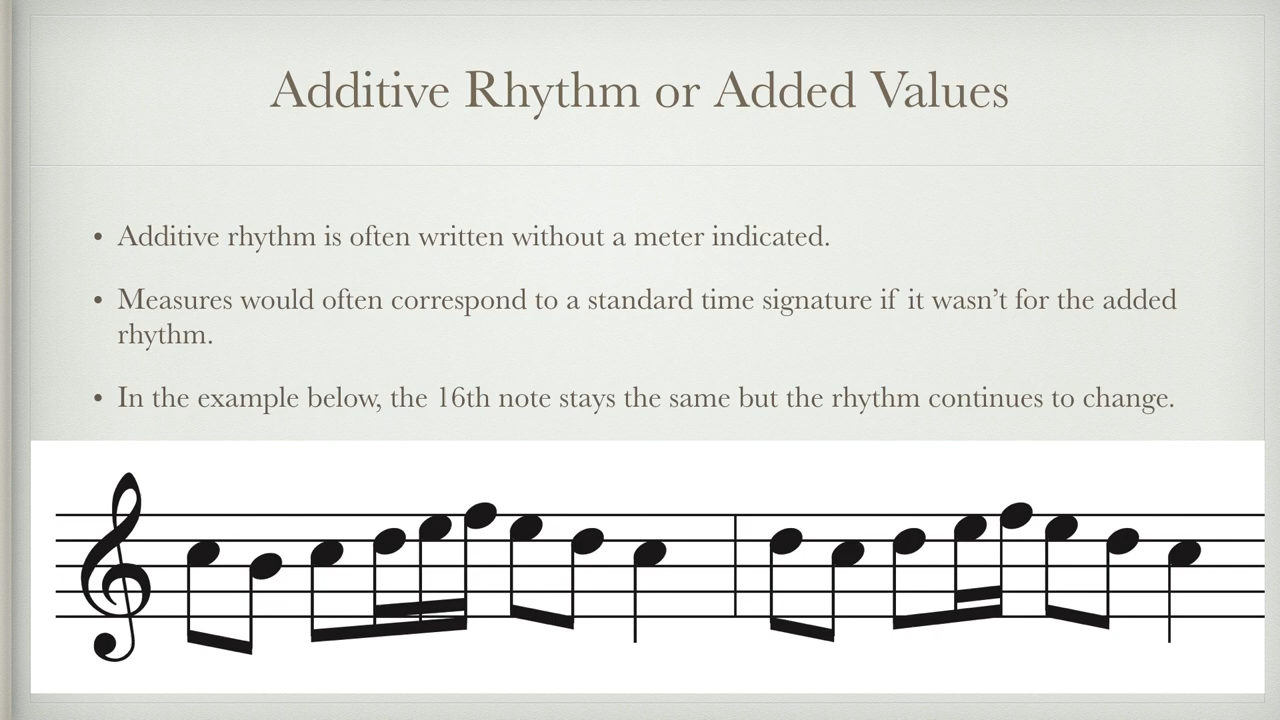 Additive Rhythm or Added Values
• Additive rhythm is often written without a meter indicated.
• Measures would often correspond to a standard time signature if it wasn’t for the added
rhythm.
• In the example below, the 16th note stays the same but the rhythm continues to change.